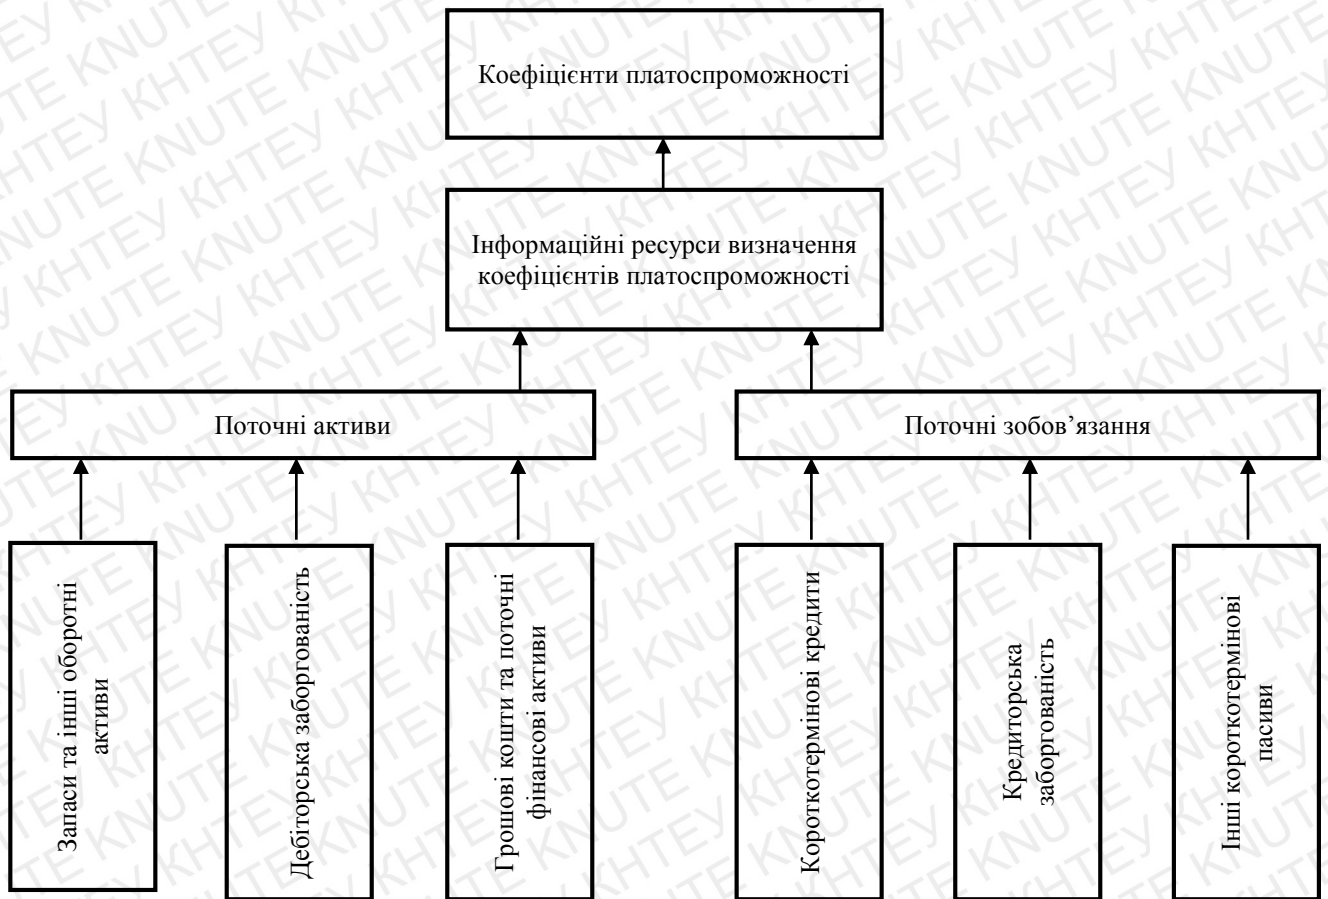 Коефіцієнти платоспроможності
Інформаційні ресурси визначення
коефіцієнтів платоспроможності
Поточні активи
Поточні зобов’язання
Запаси та інші оборотні
активи
Дебіторська заборгованість
Грошові кошти та поточні
фінансові активи
Короткотермінові кредити
Кредиторська
заборгованість
Інші короткотермінові
пасиви